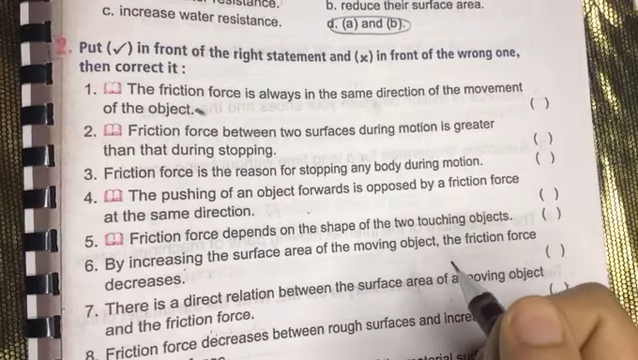 c. increase water resistance.
b. reduce their surface area.
d. (a) and (b).
2. Put (✓) in front of the right statement and (x) in front of the wrong one,
then correct it :
1. The friction force is always in the same direction of the movement
of the object. ( )
2. Friction force between two surfaces during motion is greater
than that during stopping. ( )
3. Friction force is the reason for stopping any body during motion. ( )
4. The pushing of an object forwards is opposed by a friction force
at the same direction. ( )
5. Friction force depends on the shape of the two touching objects. ( )
6. By increasing the surface area of the moving object, the friction force
decreases. ( )
7. There is a direct relation between the surface area of a moving object
and the friction force. ( )
8. Friction force decreases between rough surfaces and